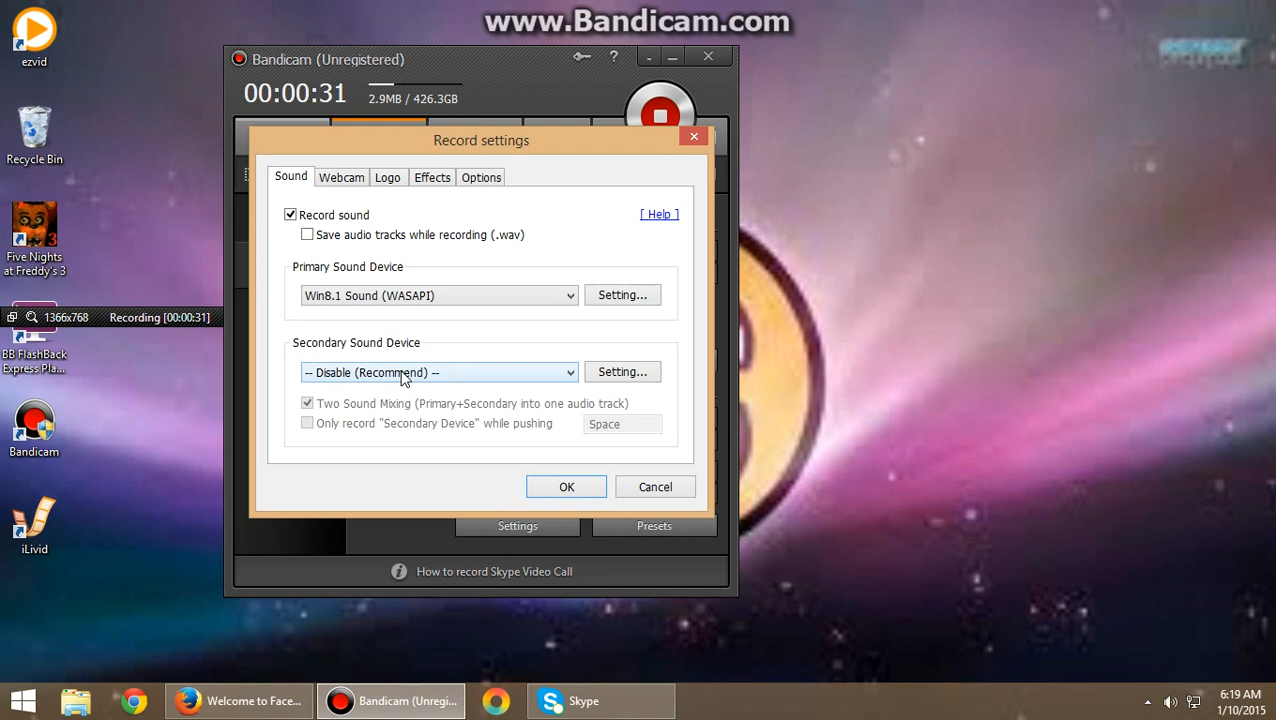 www.Bandicam.com
ezvid
Recycle Bin
Five Nights
at Freddy's 3
BB FlashBack
Express Pla...
Bandicam
iLivid
Bandicam (Unregistered)
?
00:00:31
2.9MB / 426.3GB
Record settings
Sound
Webcam
Logo
Effects
Options
Record sound
[ Help ]
Save audio tracks while recording (.wav)
Primary Sound Device
Win8.1 Sound (WASAPI)
Setting...
1366x768
Recording [00:00:31]
Secondary Sound Device
-- Disable (Recommend) --
Setting...
Two Sound Mixing (Primary+Secondary into one audio track)
Only record "Secondary Device" while pushing
Space
OK
Cancel
Settings
Presets
How to record Skype Video Call
Welcome to Face...
Bandicam (Unregi...
Skype
6:19 AM
1/10/2015